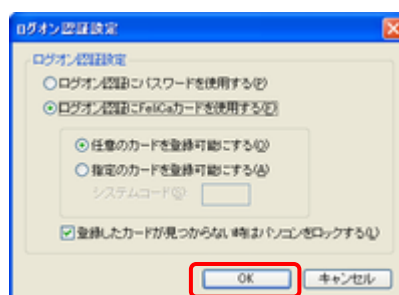 ログオン認証設定
ログオン認証設定
ログオン認証にパスワードを使用する(P)
ログオン認証にFeliCaカードを使用する(F)
任意のカードを登録可能にする(O)
指定のカードを登録可能にする(A)
システムコード(S)
登録したカードが見つからない時はパソコンをロックする(L)
OK キャンセル